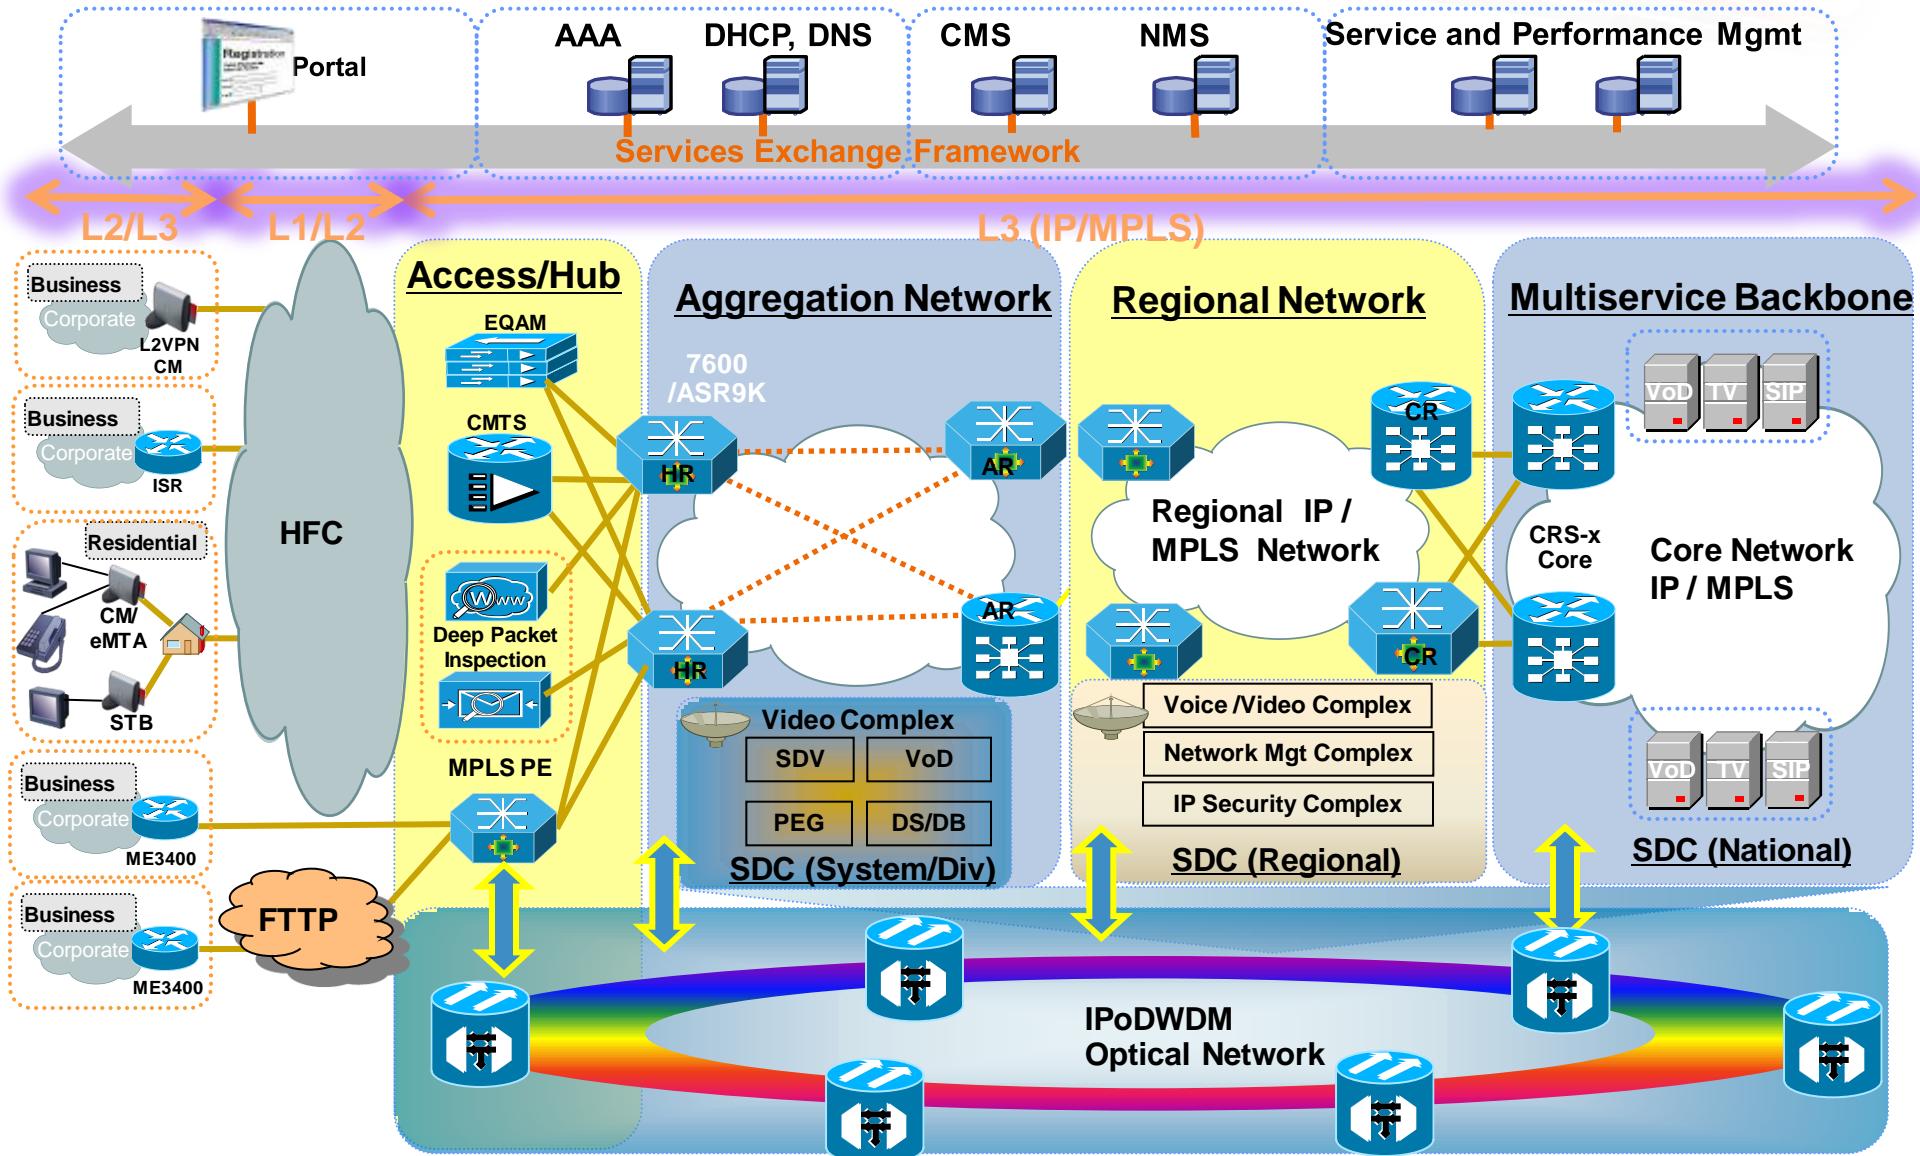 Registration
Portal
AAA
DHCP, DNS
CMS
NMS
Service and Performance Mgmt
Services Exchange Framework
L2/L3
L1/L2
L3 (IP/MPLS)
Business
Corporate
L2VPN
CM
Business
Corporate
ISR
Residential
CM/
eMTA
STB
Business
Corporate
ME3400
Business
Corporate
ME3400
HFC
FTTP
Access/Hub
EQAM
CMTS
Www
Deep Packet
Inspection
MPLS PE
Aggregation Network
7600
/ASR9K
HR
AR
HR
AR
Video Complex
SDV
VoD
PEG
DS/DB
SDC (System/Div)
Regional Network
CR
Regional IP /
MPLS Network
CR
Voice /Video Complex
Network Mgt Complex
IP Security Complex
SDC (Regional)
Multiservice Backbone
VoD
TV
SIP
CRS-x
Core
Core Network
IP / MPLS
VoD
TV
SIP
SDC (National)
IPoDWDM
Optical Network